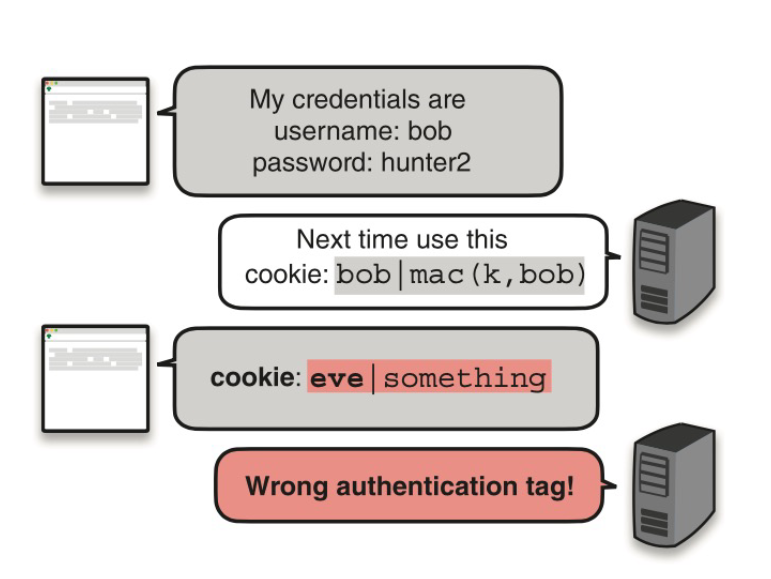 My credentials are
username: bob
password: hunter2
Next time use this
cookie: bob|mac(k,bob)
cookie: eve|something
Wrong authentication tag!